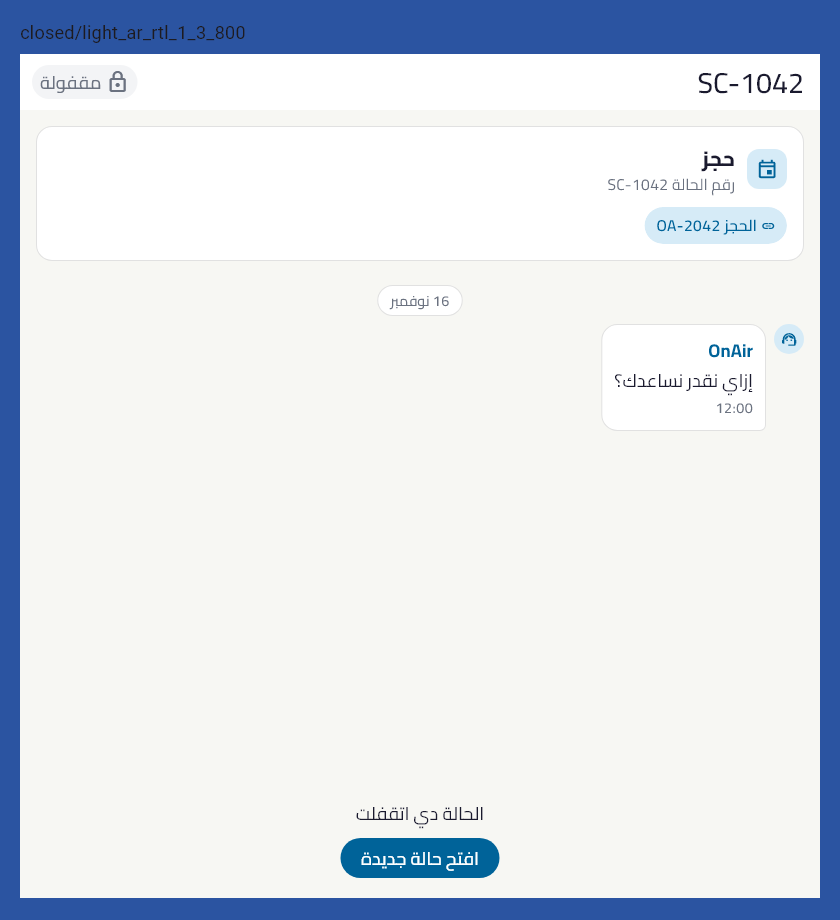 closed/light_ar_rtl_1_3_800
SC-1042
مقفولة
حجز
رقم الحالة SC-1042
الحجز OA-2042
16 نوفمبر
OnAir
إزاي نقدر نساعدك؟
12:00
الحالة دي اتقفلت
افتح حالة جديدة